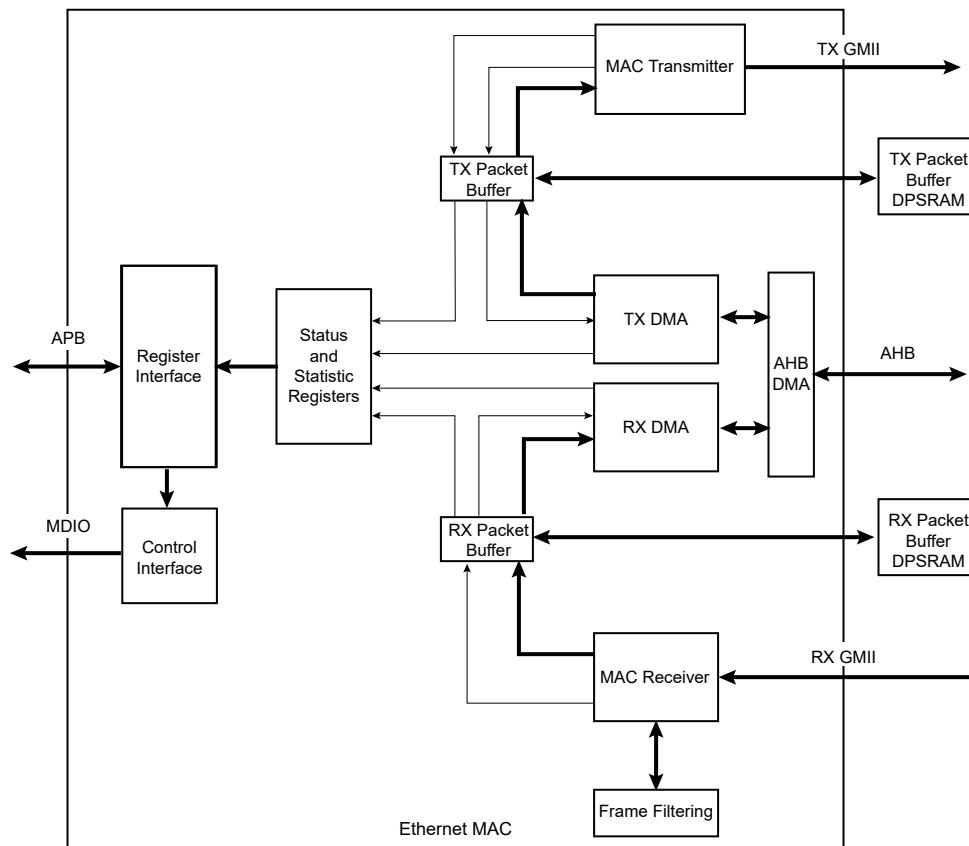 TX GMII
MAC Transmitter
TX Packet
Buffer
DPSRAM
TX Packet
Buffer
TX DMA
Status
and
Statistic
Registers
APB
Register
Interface
AHB
DMA
AHB
RX DMA
RX Packet
Buffer
RX Packet
Buffer
DPSRAM
MDIO
Control
Interface
RX GMII
MAC Receiver
Frame Filtering
Ethernet MAC